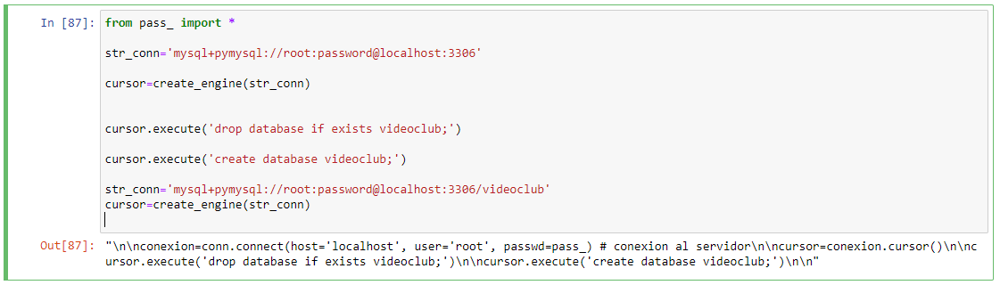 In [87]: from pass_ import *
str_conn='mysql+pymysql://root:password@localhost:3306'
cursor=create_engine(str_conn)
cursor.execute('drop database if exists videoclub;')
cursor.execute('create database videoclub;')
str_conn='mysql+pymysql://root:password@localhost:3306/videoclub'
cursor=create_engine(str_conn)
Out[87]: "\n\nconexion=conn.connect(host='localhost', user='root', passwd=pass_) # conexion al servidor\n\ncursor=conexion.cursor()\n\nc
ursor.execute('drop database if exists videoclub;')\n\ncursor.execute('create database videoclub;')\n\n"